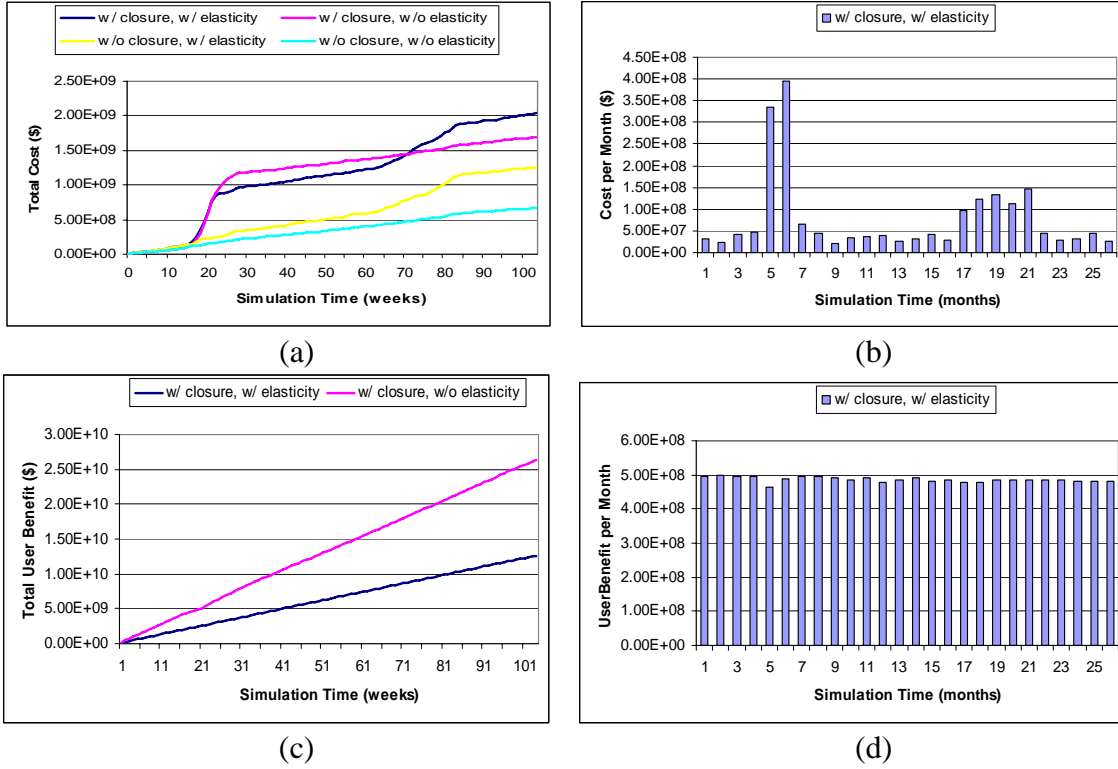 w/ closure, w/ elasticity
w/ closure, w/o elasticity
w/o closure, w/ elasticity
w/o closure, w/o elasticity
Total Cost ($)
2.50E+09
2.00E+09
1.50E+09
1.00E+09
5.00E+08
0.00E+00
0 10 20 30 40 50 60 70 80 90 100
Simulation Time (weeks)
(a)
w/ closure, w/ elasticity
Cost per Month ($)
4.50E+08
4.00E+08
3.50E+08
3.00E+08
2.50E+08
2.00E+08
1.50E+08
1.00E+08
5.00E+07
0.00E+00
1 3 5 7 9 11 13 15 17 19 21 23 25
Simulation Time (months)
(b)
w/ closure, w/ elasticity
w/ closure, w/o elasticity
Total User Benefit ($)
3.00E+10
2.50E+10
2.00E+10
1.50E+10
1.00E+10
5.00E+09
0.00E+00
1 11 21 31 41 51 61 71 81 91 101
Simulation Time (weeks)
(c)
w/ closure, w/ elasticity
UserBenefit per Month
6.00E+08
5.00E+08
4.00E+08
3.00E+08
2.00E+08
1.00E+08
0.00E+00
1 3 5 7 9 11 13 15 17 19 21 23 25
Simulation Time (months)
(d)